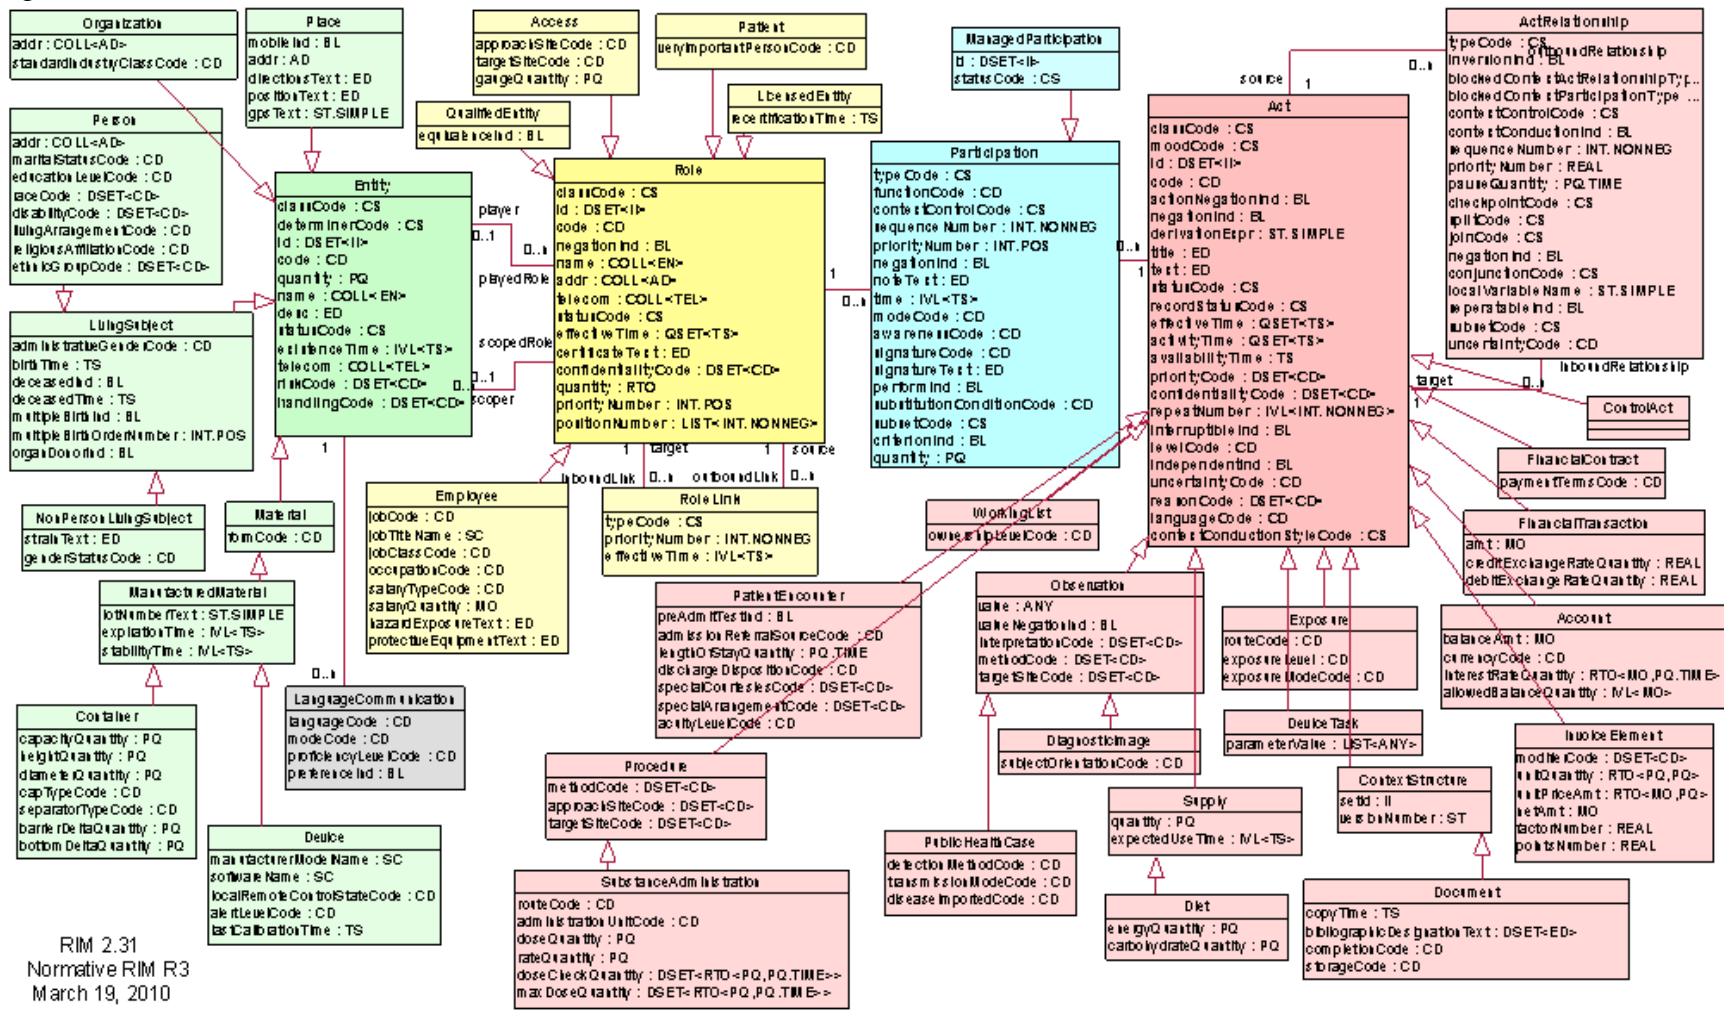 Organization
addr : COLL<AD>
standardIndustryClassCode : CD
Place
mobileInd : BL
addr : AD
directionsText : ED
positionText : ED
gpsText : ST.SIMPLE
Access
approachSiteCode : CD
targetSiteCode : CD
gaugeQuantity : PQ
Patient
veryImportantPersonCode : CD
ManagedParticipation
id : DSET<II>
statusCode : CS
ActRelationship
typeCode : CS
inversionInd : BL
blockedContextActRelationshipTyp...
blockedContextParticipationType ...
contextControlCode : CS
contextConductionInd : BL
sequenceNumber : INT.NONNEG
priorityNumber : REAL
pauseQuantity : PQ.TIME
checkpointCode : CS
splitCode : CS
joinCode : CS
negationInd : BL
conjunctionCode : CS
localVariableName : ST.SIMPLE
seperatableInd : BL
subsetCode : CS
uncertaintyCode : CD
outboundRelationship
0..n
source
1
Person
addr : COLL<AD>
maritalStatusCode : CD
educationLevelCode : CD
raceCode : DSET<CD>
disabilityCode : DSET<CD>
livingArrangementCode : CD
religiousAffiliationCode : CD
ethnicGroupCode : DSET<CD>
QualifiedEntity
equivalenceInd : BL
LicensedEntity
recertificationTime : TS
Entity
classCode : CS
determinerCode : CS
id : DSET<II>
code : CD
quantity : PQ
name : COLL<EN>
desc : ED
statusCode : CS
existenceTime : IVL<TS>
telecom : COLL<TEL>
riskCode : DSET<CD>
handlingCode : DSET<CD>
player
0..1
0..n
playedRole
scopedRole
0..n
0..1
scoper
Role
classCode : CS
id : DSET<II>
code : CD
negationInd : BL
name : COLL<EN>
addr : COLL<AD>
telecom : COLL<TEL>
statusCode : CS
effectiveTime : QSET<TS>
certificateText : ED
confidentialityCode : DSET<CD>
quantity : RTO
priorityNumber : INT.POS
positionNumber : LIST<INT.NONNEG>
1
0..n
Participation
typeCode : CS
functionCode : CD
contextControlCode : CS
sequenceNumber : INT.NONNEG
priorityNumber : INT.POS
negationInd : BL
noteText : ED
time : IVL<TS>
modeCode : CD
awarenessCode : CD
signatureCode : CD
signatureText : ED
performInd : BL
substitutionConditionCode : CD
subsetCode : CS
criterionInd : BL
quantity : PQ
0..n
1
Act
classCode : CS
moodCode : CS
id : DSET<II>
code : CD
actionNegationInd : BL
negationInd : BL
derivationExpr : ST.SIMPLE
title : ED
text : ED
statusCode : CS
recordStatusCode : CS
effectiveTime : QSET<TS>
activityTime : QSET<TS>
availabilityTime : TS
priorityCode : DSET<CD>
confidentialityCode : DSET<CD>
repeatNumber : IVL<INT.NONNEG>
interruptibleInd : BL
levelCode : CD
independentInd : BL
uncertaintyCode : CD
reasonCode : DSET<CD>
languageCode : CD
contextConductionStyleCode : CS
inboundRelationship
target
0..n
1
ControlAct
LivingSubject
administrativeGenderCode : CD
birthTime : TS
deceasedInd : BL
deceasedTime : TS
multipleBirthInd : BL
multipleBirthOrderNumber : INT.POS
organDonorInd : BL
1
target
1
source
inboundLink
0..n
outboundLink
0..n
FinancialContract
paymentTermsCode : CD
NonPersonLivingSubject
strainText : ED
genderStatusCode : CD
Material
formCode : CD
Employee
jobCode : CD
jobTitleName : SC
jobClassCode : CD
occupationCode : CD
salaryTypeCode : CD
salaryQuantity : MO
hazardExposureText : ED
protectiveEquipmentText : ED
RoleLink
typeCode : CS
priorityNumber : INT.NONNEG
effectiveTime : IVL<TS>
WorkingList
ownershipLevelCode : CD
FinancialTransaction
amt : MO
creditExchangeRateQuantity : REAL
debitExchangeRateQuantity : REAL
ManufacturedMaterial
lotNumberText : ST.SIMPLE
expirationTime : IVL<TS>
stabilityTime : IVL<TS>
PatientEncounter
preAdmitTestInd : BL
admissionReferralSourceCode : CD
lengthOfStayQuantity : PQ.TIME
dischargeDispositionCode : CD
specialCourtesiesCode : DSET<CD>
specialArrangementCode : DSET<CD>
acuityLevelCode : CD
Observation
value : ANY
valueNegationInd : BL
interpretationCode : DSET<CD>
methodCode : DSET<CD>
targetSiteCode : DSET<CD>
Exposure
routeCode : CD
exposureLevel : CD
exposureModeCode : CD
Account
balanceAmt : MO
currencyCode : CD
interestRateQuantity : RTO<MO,PQ.TIME>
allowedBalanceQuantity : IVL<MO>
0..n
LanguageCommunication
languageCode : CD
modeCode : CD
proficiencyLevelCode : CD
preferenceInd : BL
Container
capacityQuantity : PQ
heightQuantity : PQ
diameterQuantity : PQ
capTypeCode : CD
separatorTypeCode : CD
barrierDeltaQuantity : PQ
bottomDeltaQuantity : PQ
DeviceTask
parameterValue : LIST<ANY>
DiagnosticImage
subjectOrientationCode : CD
InvoiceElement
modifierCode : DSET<CD>
unitQuantity : RTO<PQ,PQ>
unitPriceAmt : RTO<MO,PQ>
netAmt : MO
factorNumber : REAL
pointsNumber : REAL
Procedure
methodCode : DSET<CD>
approachSiteCode : DSET<CD>
targetSiteCode : DSET<CD>
ContextStructure
setId : II
versionNumber : ST
Supply
quantity : PQ
expectedUseTime : IVL<TS>
Device
manufacturerModelName : SC
softwareName : SC
localRemoteControlStateCode : CD
alertLevelCode : CD
lastCalibrationTime : TS
PublicHealthCase
detectionMethodCode : CD
transmissionModeCode : CD
diseaseImportedCode : CD
SubstanceAdministration
routeCode : CD
administrationUnitCode : CD
doseQuantity : PQ
rateQuantity : PQ
doseCheckQuantity : DSET<RTO<PQ,PQ.TIME>>
maxDoseQuantity : DSET<RTO<PQ,PQ.TIME>>
Diet
energyQuantity : PQ
carbohydrateQuantity : PQ
Document
copyTime : TS
bibliographicDesignationText : DSET<ED>
completionCode : CD
storageCode : CD
RIM 2.31
Normative RIM R3
March 19, 2010